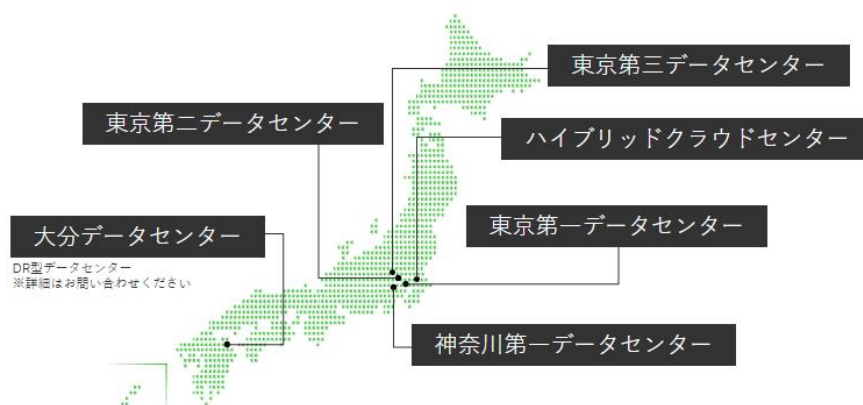 東京第三データセンター
東京第二データセンター
ハイブリッドクラウドセンター
大分データセンター
DR型データセンター
※詳細はお問い合わせください
東京第一データセンター
神奈川第一データセンター